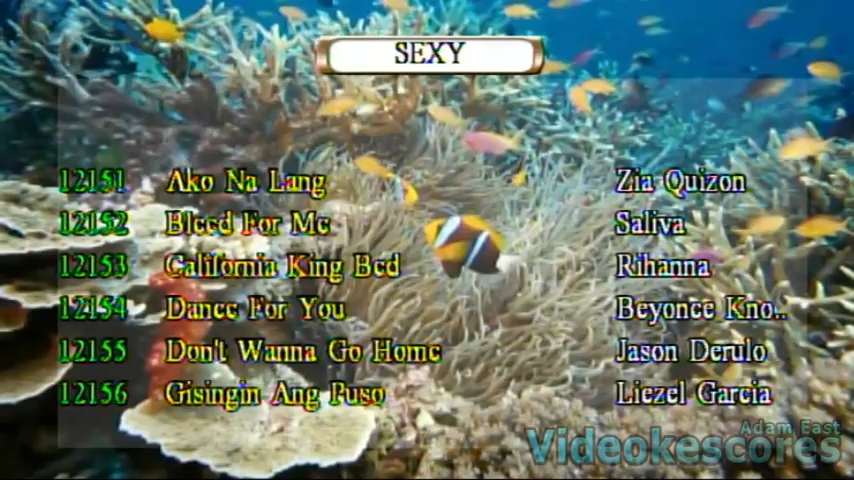 SEXY
12151 Ako Na Lang Zia Quizon
12152 Bleed For Me Saliva
12153 California King Bed Rihanna
12154 Dance For You Beyonce Kno..
12155 Don't Wanna Go Home Jason Derulo
12156 Gisingin Ang Puso Liezel Garcia
Adam East
Videokescores